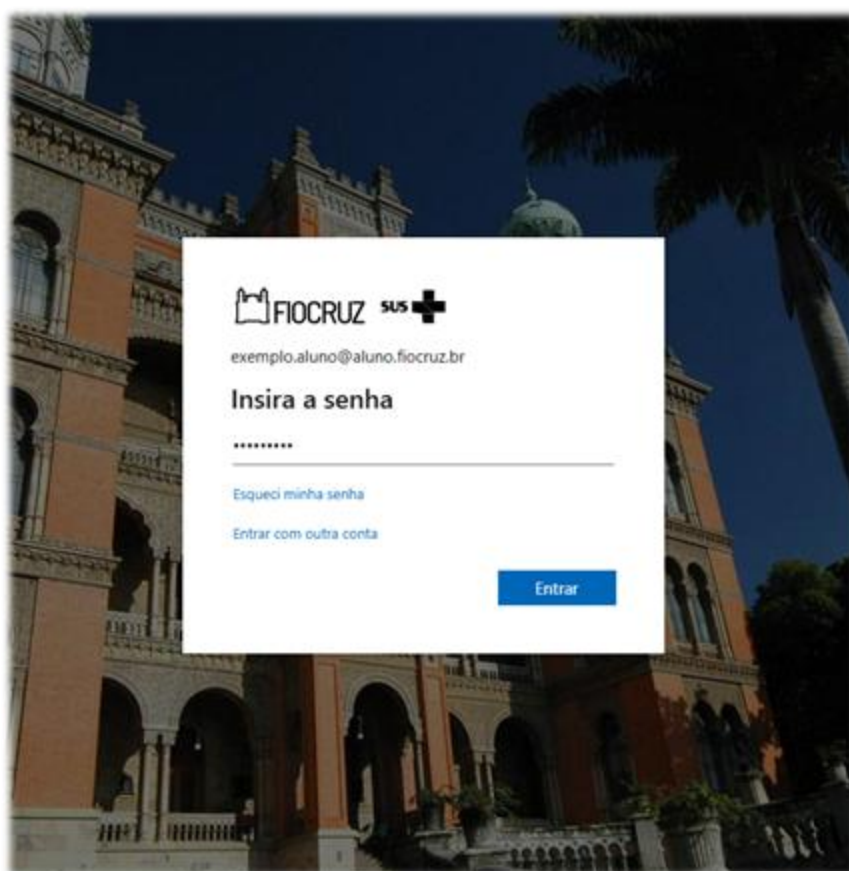 FIOCRUZ SUS
exemplo.aluno@aluno.fiocruz.br
Insira a senha
•••••••••
Esqueci minha senha
Entrar com outra conta
Entrar